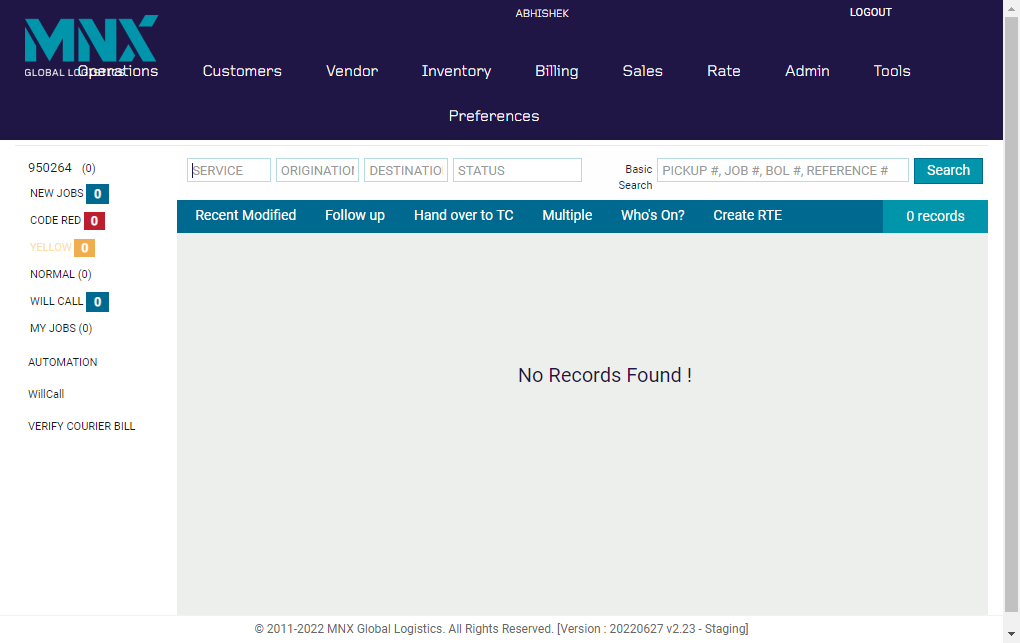 ABHISHEK
LOGOUT
MNX
GLOBAL LOGISTICS
Operations Customers Vendor Inventory Billing Sales Rate Admin Tools
Preferences
950264 (0)
NEW JOBS 0
CODE RED 0
YELLOW 0
NORMAL (0)
WILL CALL 0
MY JOBS (0)
AUTOMATION
WillCall
VERIFY COURIER BILL
SERVICE ORIGINATION DESTINATIO STATUS
Basic Search
PICKUP #, JOB #, BOL #, REFERENCE #
Search
Recent Modified Follow up Hand over to TC Multiple Who's On? Create RTE 0 records
No Records Found !
© 2011-2022 MNX Global Logistics. All Rights Reserved. [Version : 20220627 v2.23 - Staging]